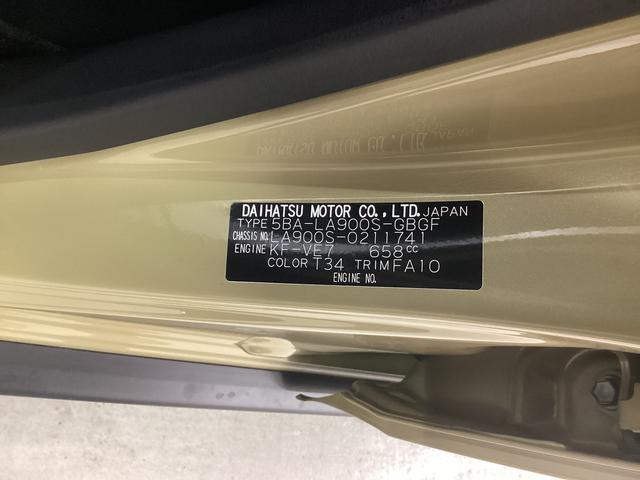 DAIHATSU MOTOR CO., LTD. JAPAN
TYPE 5BA-LA900S-GBGF
CHASSIS NO. LA900S-0211741
ENGINE KF-VE7 658cc
COLOR T34 TRIM FA10
ENGINE NO.